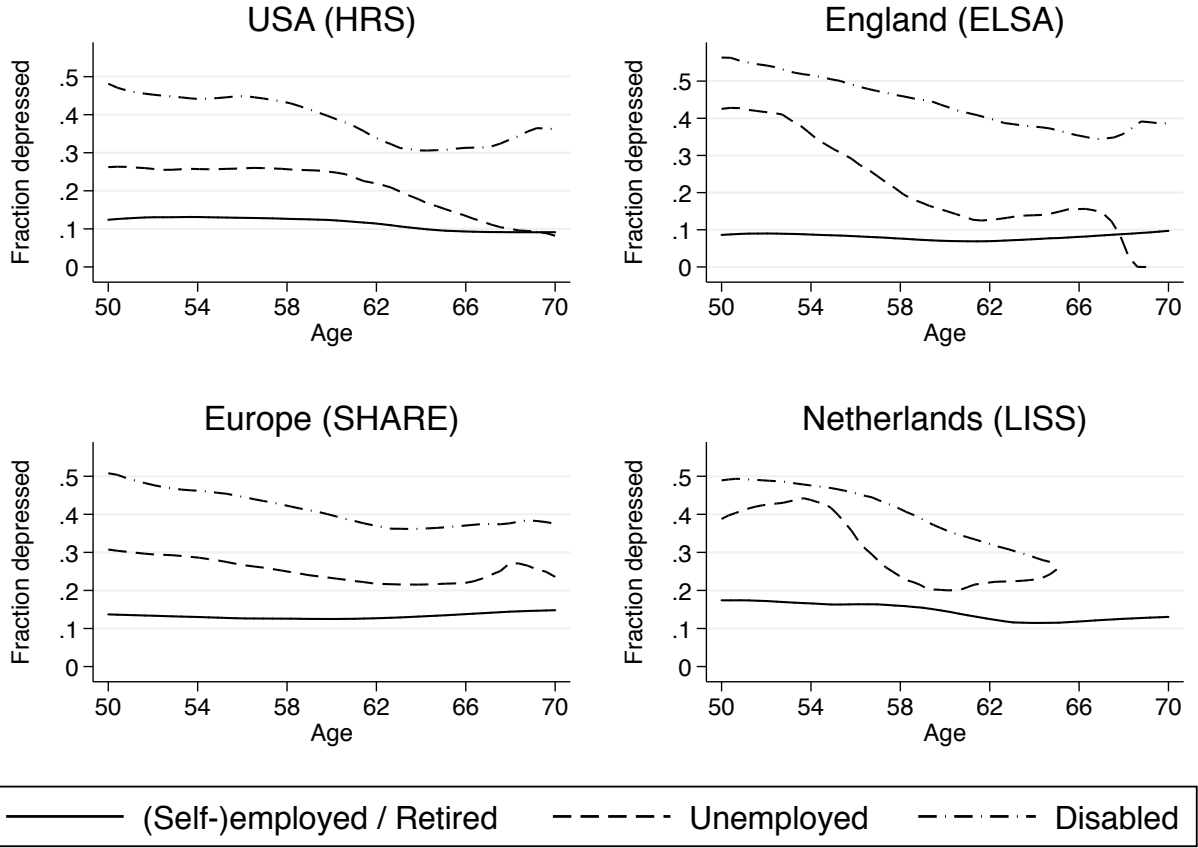 USA (HRS)
Fraction depressed
.5
.4
.3
.2
.1
0
50 54 58 62 66 70
Age
England (ELSA)
Fraction depressed
.5
.4
.3
.2
.1
0
50 54 58 62 66 70
Age
Europe (SHARE)
Fraction depressed
.5
.4
.3
.2
.1
0
50 54 58 62 66 70
Age
Netherlands (LISS)
Fraction depressed
.5
.4
.3
.2
.1
0
50 54 58 62 66 70
Age
(Self-)employed / Retired Unemployed Disabled